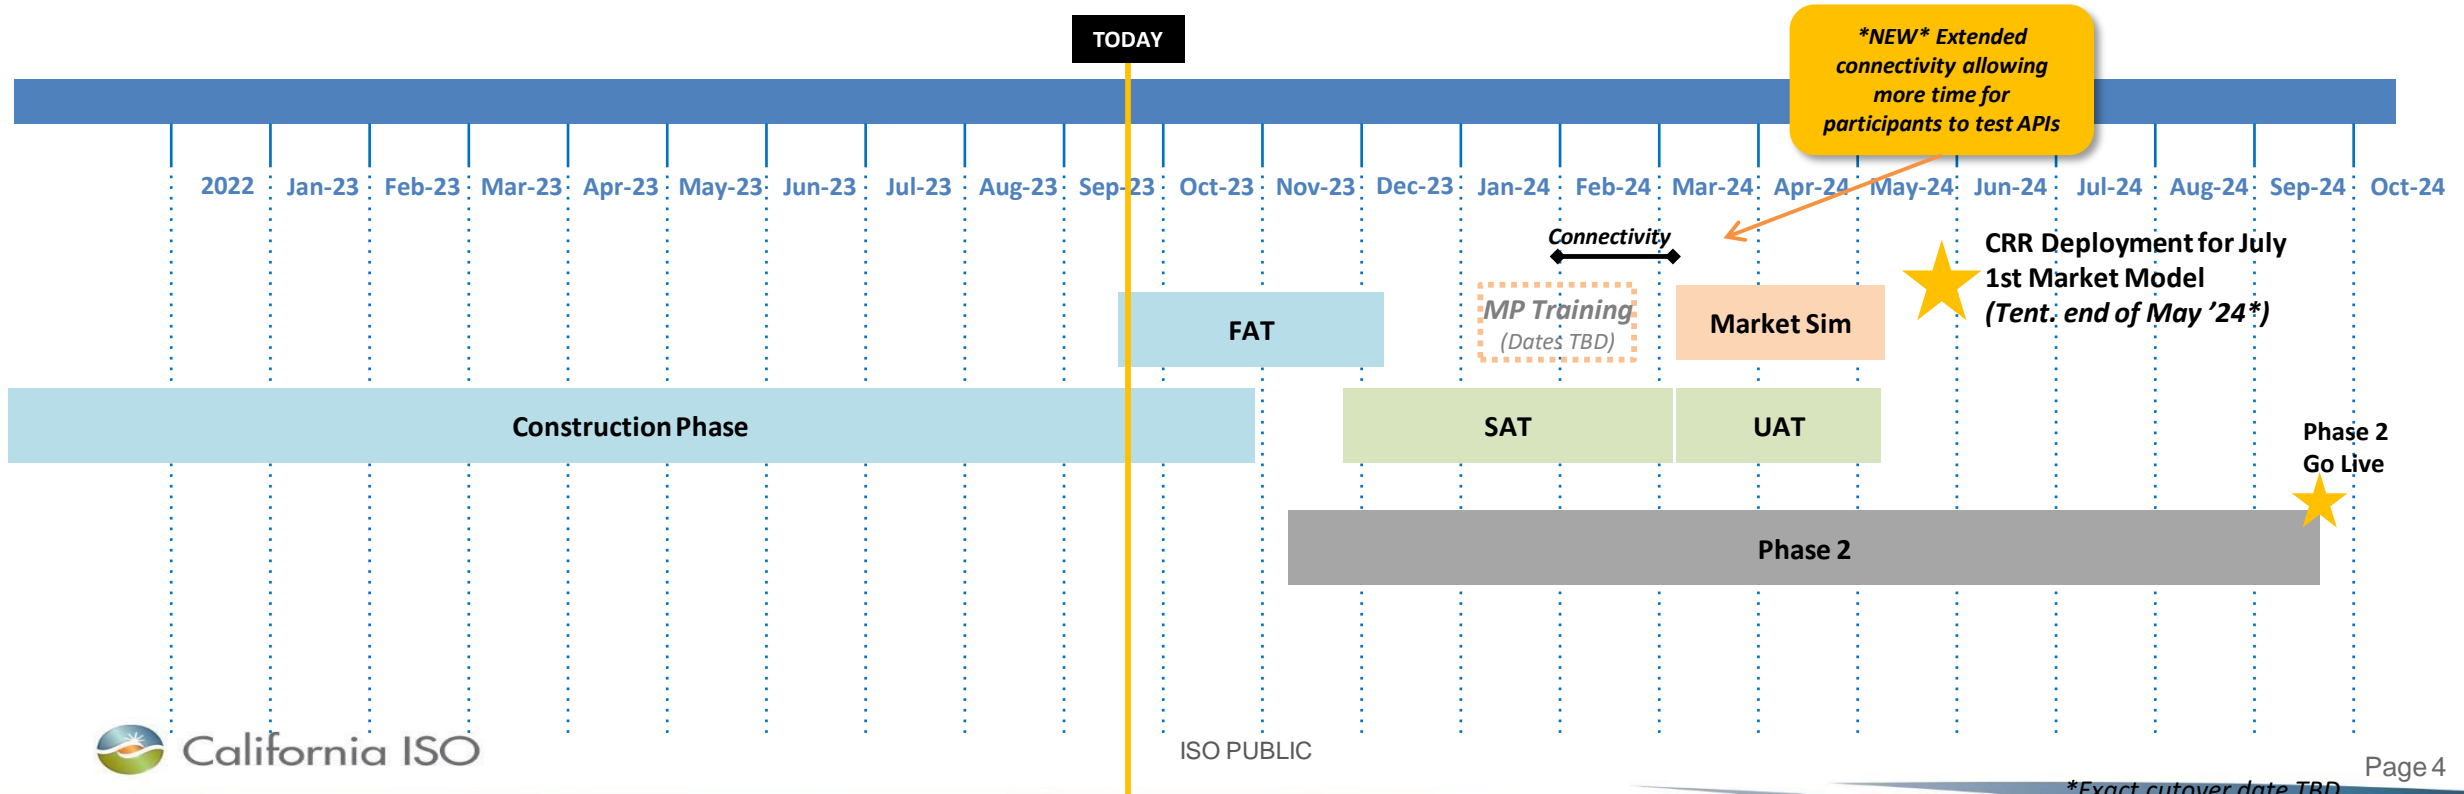 TODAY
*NEW* Extended
connectivity allowing
more time for
participants to test APIs
2022 Jan-23 Feb-23 Mar-23 Apr-23 May-23 Jun-23 Jul-23 Aug-23 Sep-23 Oct-23 Nov-23 Dec-23 Jan-24 Feb-24 Mar-24 Apr-24 May-24 Jun-24 Jul-24 Aug-24 Sep-24 Oct-24
Connectivity
CRR Deployment for July
1st Market Model
(Tent. end of May '24*)
FAT
MP Training
(Dates TBD)
Market Sim
Construction Phase
SAT
UAT
Phase 2
Go Live
Phase 2
California ISO
ISO PUBLIC
Page 4
*Exact cutover date TBD